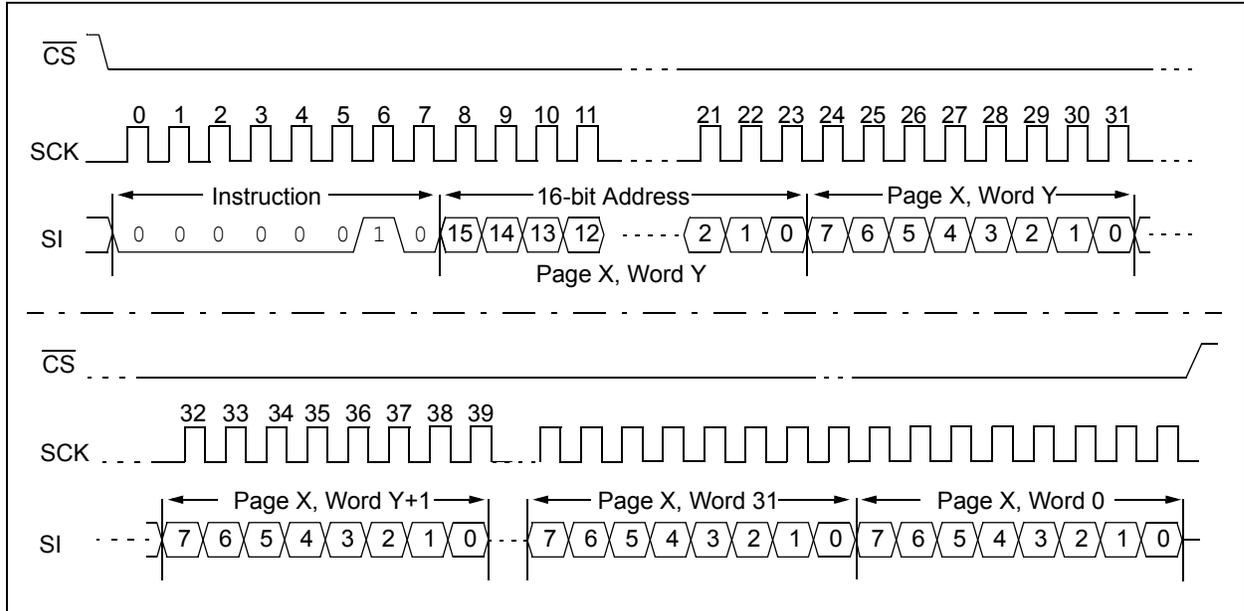 CS
0 1 2 3 4 5 6 7 8 9 10 11 21 22 23 24 25 26 27 28 29 30 31
SCK
Instruction 16-bit Address Page X, Word Y
SI 0 0 0 0 0 0 1 0 15 14 13 12 2 1 0 7 6 5 4 3 2 1 0
Page X, Word Y
CS
32 33 34 35 36 37 38 39
SCK
Page X, Word Y+1 Page X, Word 31 Page X, Word 0
SI 7 6 5 4 3 2 1 0 7 6 5 4 3 2 1 0 7 6 5 4 3 2 1 0